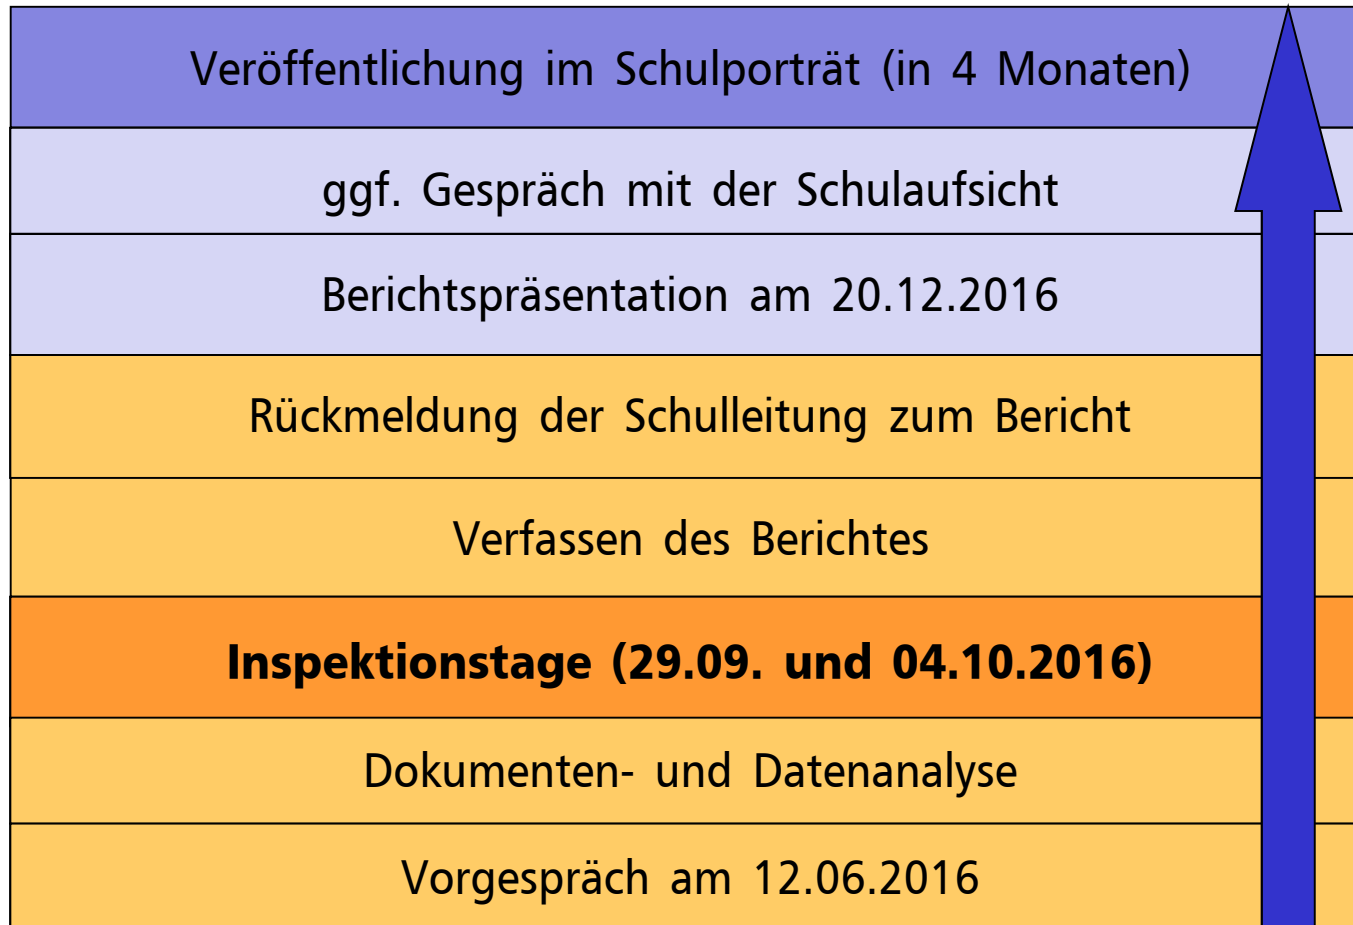 Veröffentlichung im Schulporträt (in 4 Monaten)
ggf. Gespräch mit der Schulaufsicht
Berichtspräsentation am 20.12.2016
Rückmeldung der Schulleitung zum Bericht
Verfassen des Berichtes
Inspektionstage (29.09. und 04.10.2016)
Dokumenten- und Datenanalyse
Vorgespräch am 12.06.2016